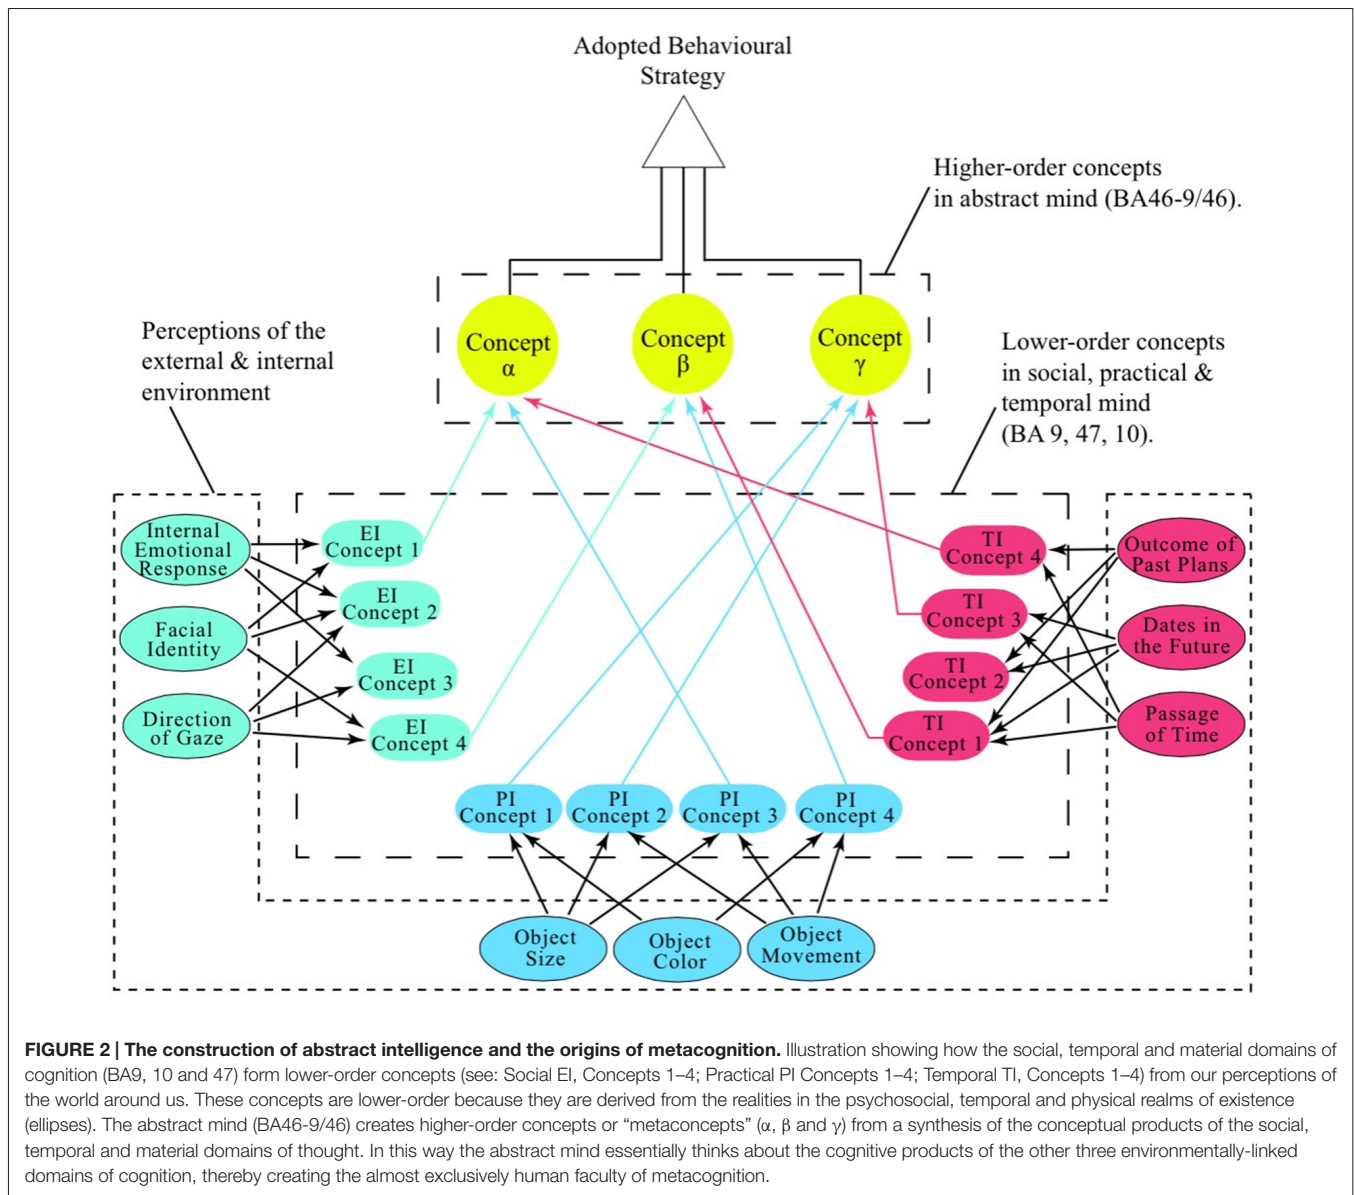 Adopted Behavioural
Strategy
Higher-order concepts
in abstract mind (BA46-9/46).
Concept
α
Concept
β
Concept
γ
Perceptions of the
external & internal
environment
Lower-order concepts
in social, practical &
temporal mind
(BA 9, 47, 10).
Internal
Emotional
Response
Facial
Identity
Direction
of Gaze
EI
Concept 1
EI
Concept 2
EI
Concept 3
EI
Concept 4
TI
Concept 4
TI
Concept 3
TI
Concept 2
TI
Concept 1
Outcome of
Past Plans
Dates in
the Future
Passage
of Time
PI
Concept 1
PI
Concept 2
PI
Concept 3
PI
Concept 4
Object
Size
Object
Color
Object
Movement
FIGURE 2 | The construction of abstract intelligence and the origins of metacognition. Illustration showing how the social, temporal and material domains of
cognition (BA9, 10 and 47) form lower-order concepts (see: Social EI, Concepts 1–4; Practical PI Concepts 1–4; Temporal TI, Concepts 1–4) from our perceptions of
the world around us. These concepts are lower-order because they are derived from the realities in the psychosocial, temporal and physical realms of existence
(ellipses). The abstract mind (BA46-9/46) creates higher-order concepts or “metaconcepts” (α, β and γ) from a synthesis of the conceptual products of the social,
temporal and material domains of thought. In this way the abstract mind essentially thinks about the cognitive products of the other three environmentally-linked
domains of cognition, thereby creating the almost exclusively human faculty of metacognition.